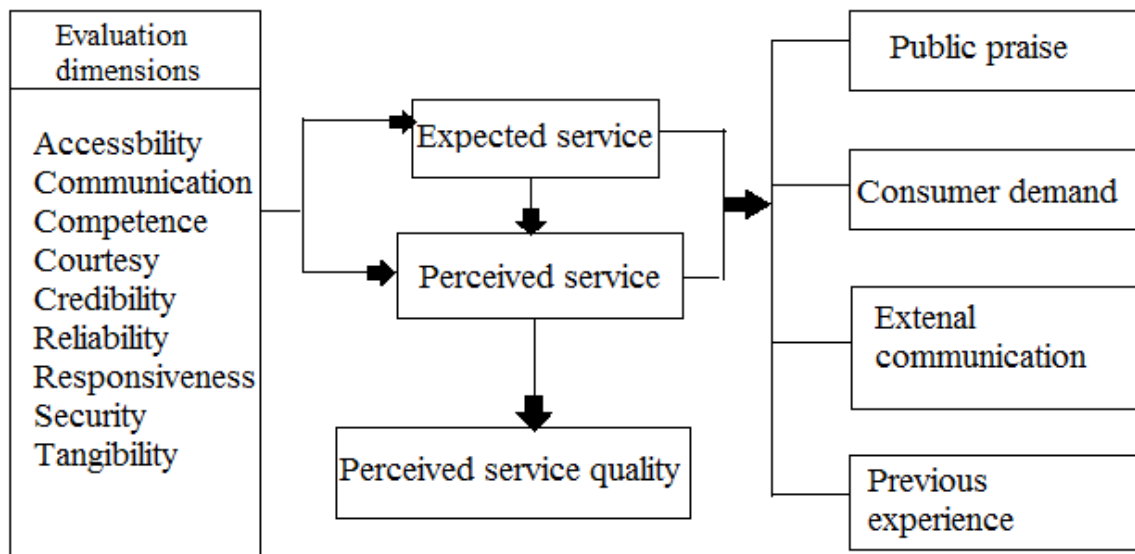 Evaluation
dimensions
Accessbility
Communication
Competence
Courtesy
Credibility
Reliability
Responsiveness
Security
Tangibility
Expected service
Perceived service
Perceived service quality
Public praise
Consumer demand
Extenal
communication
Previous
experience